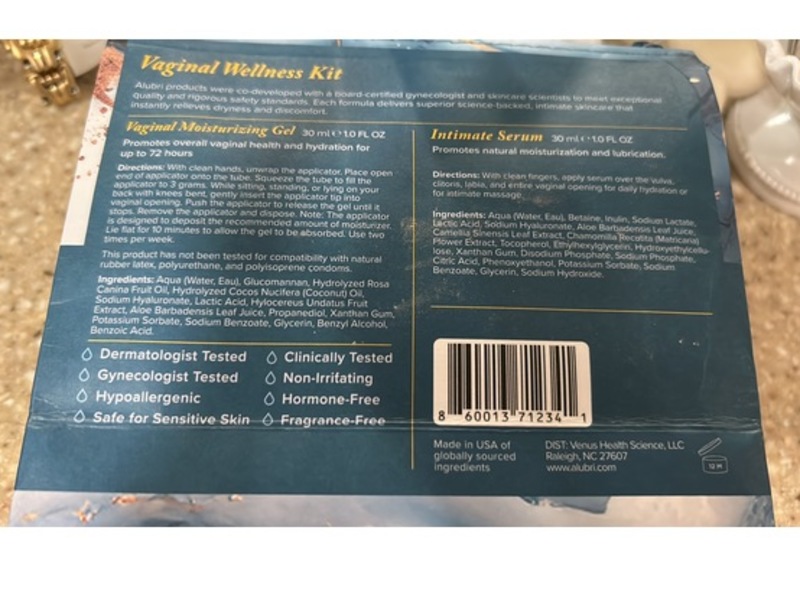 Vaginal Wellness Kit
Alubri products were co-developed with a board-certified gynecologist and skincare scientists to meet exceptional
quality and rigorous safety standards. Each formula delivers superior science-backed, intimate skincare that
instantly relieves dryness and discomfort.
Vaginal Moisturizing Gel 30 ml ℮ 1.0 FL OZ
Promotes overall vaginal health and hydration for
up to 72 hours
Directions: With clean hands, unwrap the applicator. Place open
end of applicator onto the tube. Squeeze the tube to fill the
applicator to 3 grams. While sitting, standing, or lying on your
back with knees bent, gently insert the applicator tip into
vaginal opening. Push the applicator to release the gel until it
stops. Remove the applicator and dispose. Note: The applicator
is designed to deposit the recommended amount of moisturizer.
Lie flat for 10 minutes to allow the gel to be absorbed. Use two
times per week.
This product has not been tested for compatibility with natural
rubber latex, polyurethane, and polyisoprene condoms.
Ingredients: Aqua (Water, Eau), Glucomannan, Hydrolyzed Rosa
Canina Fruit Oil, Hydrolyzed Cocos Nucifera (Coconut) Oil,
Sodium Hyaluronate, Lactic Acid, Hylocereus Undatus Fruit
Extract, Aloe Barbadensis Leaf Juice, Propanediol, Xanthan Gum,
Potassium Sorbate, Sodium Benzoate, Glycerin, Benzyl Alcohol,
Benzoic Acid.
Dermatologist Tested
Clinically Tested
Gynecologist Tested
Non-Irritating
Hypoallergenic
Hormone-Free
Safe for Sensitive Skin
Fragrance-Free
Intimate Serum 30 ml ℮ 1.0 FL OZ
Promotes natural moisturization and lubrication.
Directions: With clean fingers, apply serum over the vulva,
clitoris, labia, and entire vaginal opening for daily hydration or
for intimate massage.
Ingredients: Aqua (Water, Eau), Betaine, Inulin, Sodium Lactate,
Lactic Acid, Sodium Hyaluronate, Aloe Barbadensis Leaf Juice,
Camellia Sinensis Leaf Extract, Chamomilla Recutita (Matricaria)
Flower Extract, Tocopherol, Ethylhexylglycerin, Hydroxyethylcellu-
lose, Xanthan Gum, Disodium Phosphate, Sodium Phosphate,
Citric Acid, Phenoxyethanol, Potassium Sorbate, Sodium
Benzoate, Glycerin, Sodium Hydroxide.
8 60013 71234 1
Made in USA of
globally sourced
ingredients
DIST: Venus Health Science, LLC
Raleigh, NC 27607
www.alubri.com
12 M